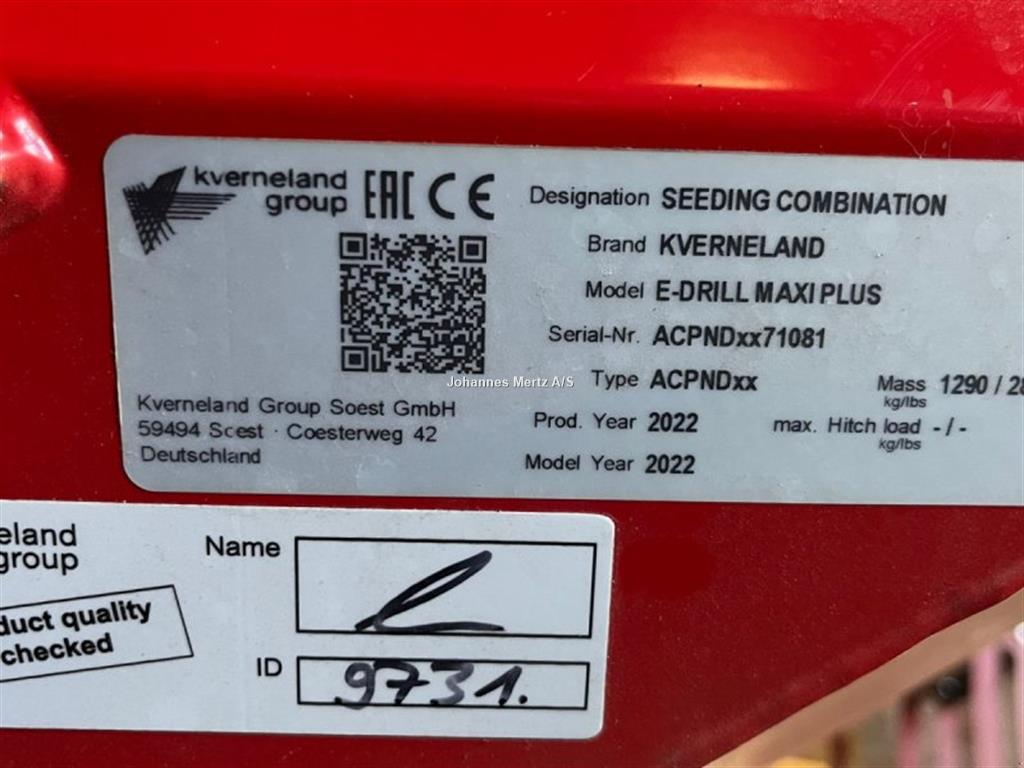 kverneland
group
EAC CE
Designation SEEDING COMBINATION
Brand KVERNELAND
Model E-DRILL MAXI PLUS
Serial-Nr. ACPNDxx71081
Type ACPNDxx
Mass 1290 / 28
kg/lbs
Prod. Year 2022
max. Hitch load - / -
kg/lbs
Model Year 2022
Kverneland Group Soest GmbH
59494 Soest · Coesterweg 42
Deutschland
Johannes Mertz A/S
eland
group
duct quality
checked
Name
ID 9731.